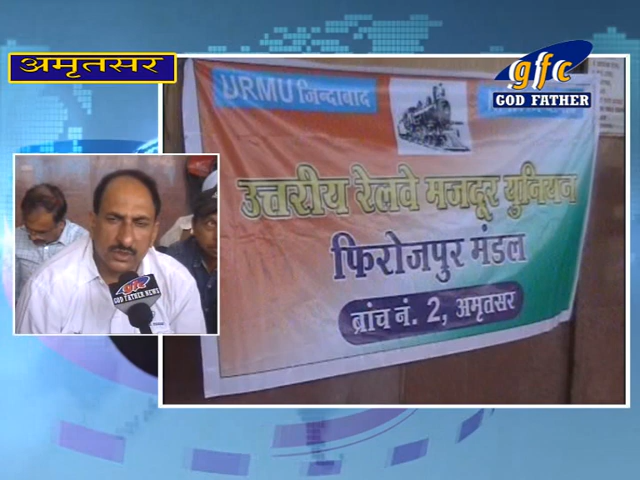 अमृतसर
gfc
GOD FATHER
URMU जिन्दाबाद
उत्तरीय रेलवे मजदूर युनियन
फिरोजपुर मंडल
ब्रांच नं. 2, अमृतसर
gfc
GOD FATHER NEWS